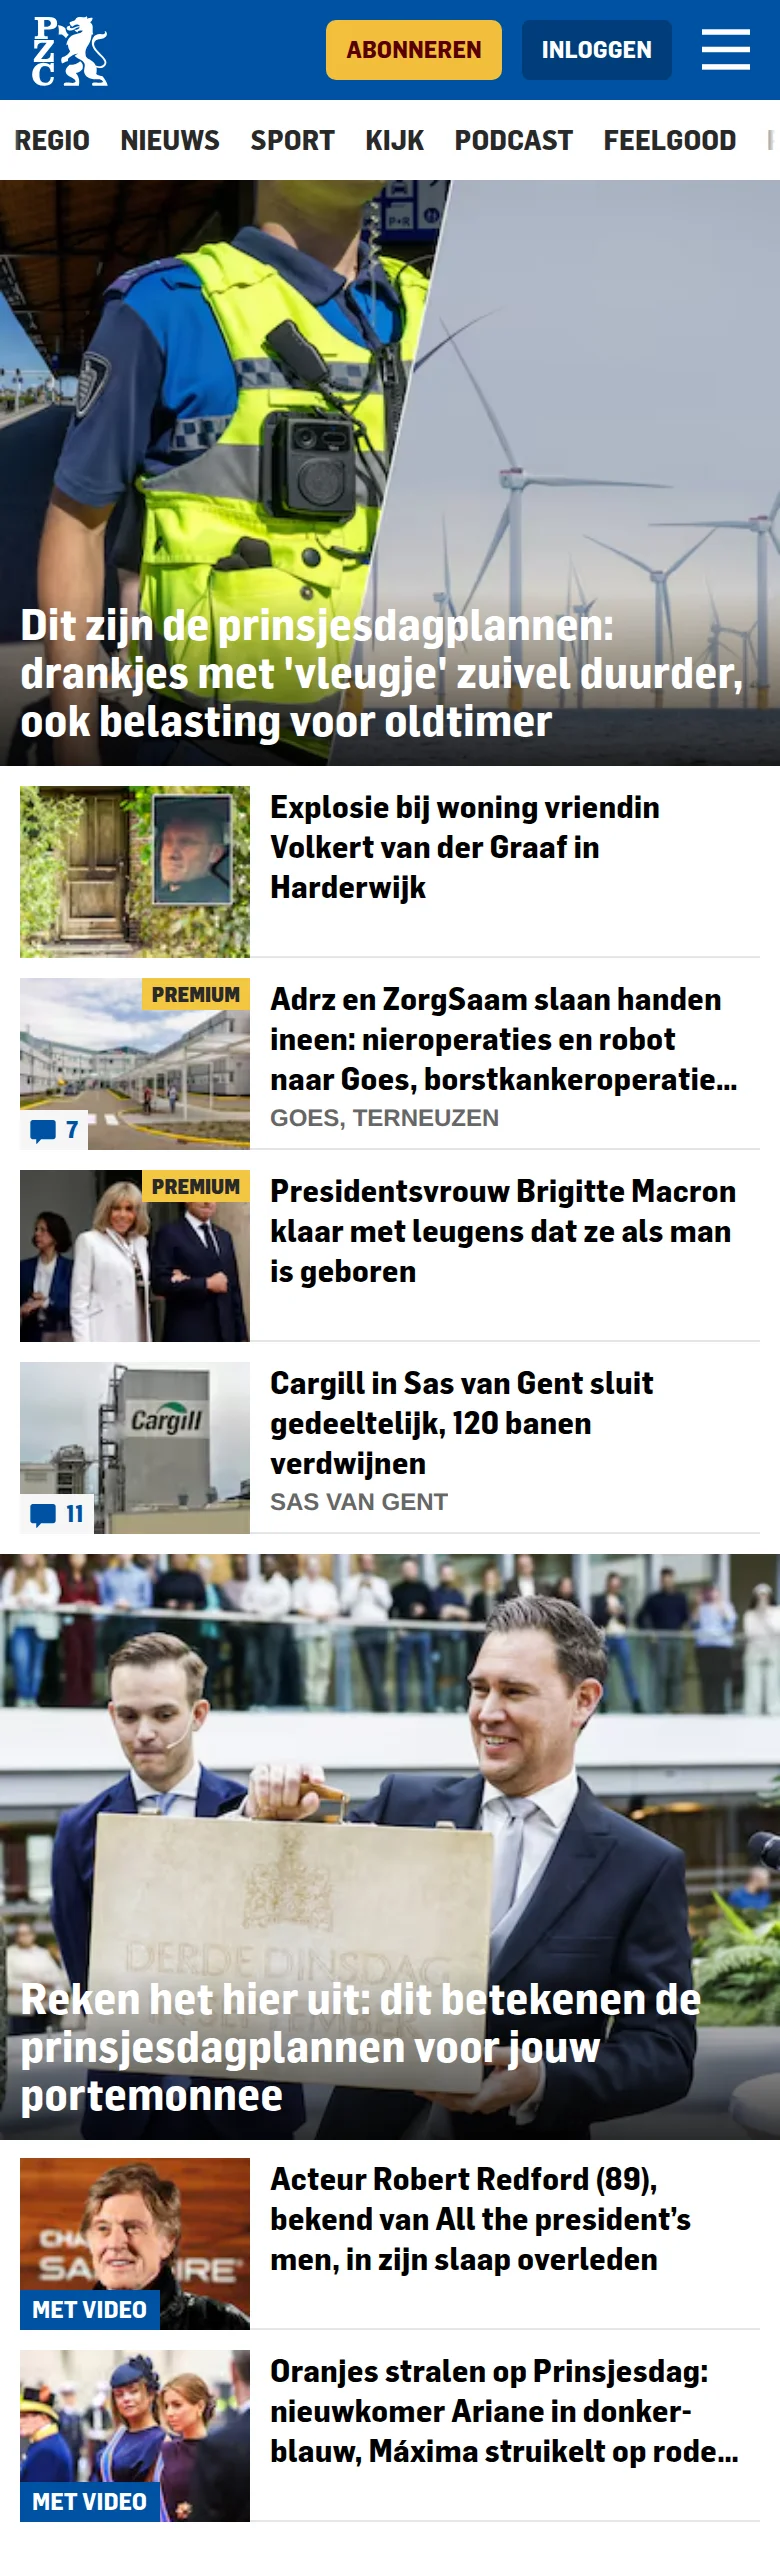 PZC
ABONNEREN
INLOGGEN
REGIO NIEUWS SPORT KIJK PODCAST FEELGOOD
P+R
Dit zijn de prinsjesdagplannen:
drankjes met 'vleugje' zuivel duurder,
ook belasting voor oldtimer
Explosie bij woning vriendin
Volkert van der Graaf in
Harderwijk
PREMIUM
7
Adrz en ZorgSaam slaan handen
ineen: nieroperaties en robot
naar Goes, borstkankeroperatie...
GOES, TERNEUZEN
PREMIUM
Presidentsvrouw Brigitte Macron
klaar met leugens dat ze als man
is geboren
Cargill
11
Cargill in Sas van Gent sluit
gedeeltelijk, 120 banen
verdwijnen
SAS VAN GENT
DERDE DINSDAG
SEPTEMBER
Reken het hier uit: dit betekenen de
prinsjesdagplannen voor jouw
portemonnee
MET VIDEO
Acteur Robert Redford (89),
bekend van All the president’s
men, in zijn slaap overleden
MET VIDEO
Oranjes stralen op Prinsjesdag:
nieuwkomer Ariane in donker-
blauw, Máxima struikelt op rode...